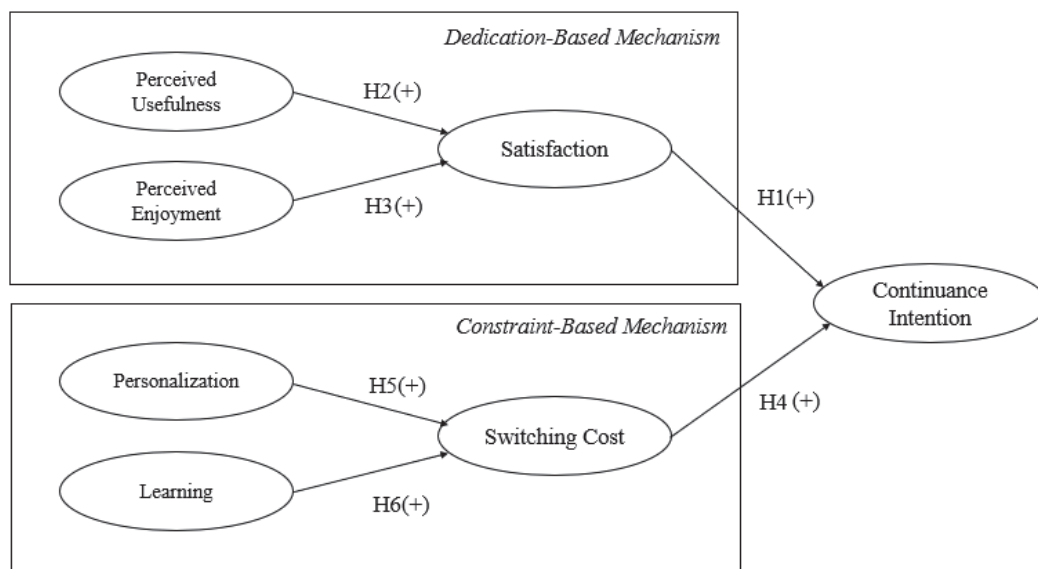 Dedication-Based Mechanism
Perceived
Usefulness
H2(+)
Satisfaction
Perceived
Enjoyment
H3(+)
H1(+)
Continuance
Intention
Constraint-Based Mechanism
Personalization
H5(+)
H4 (+)
Switching Cost
Learning
H6(+)